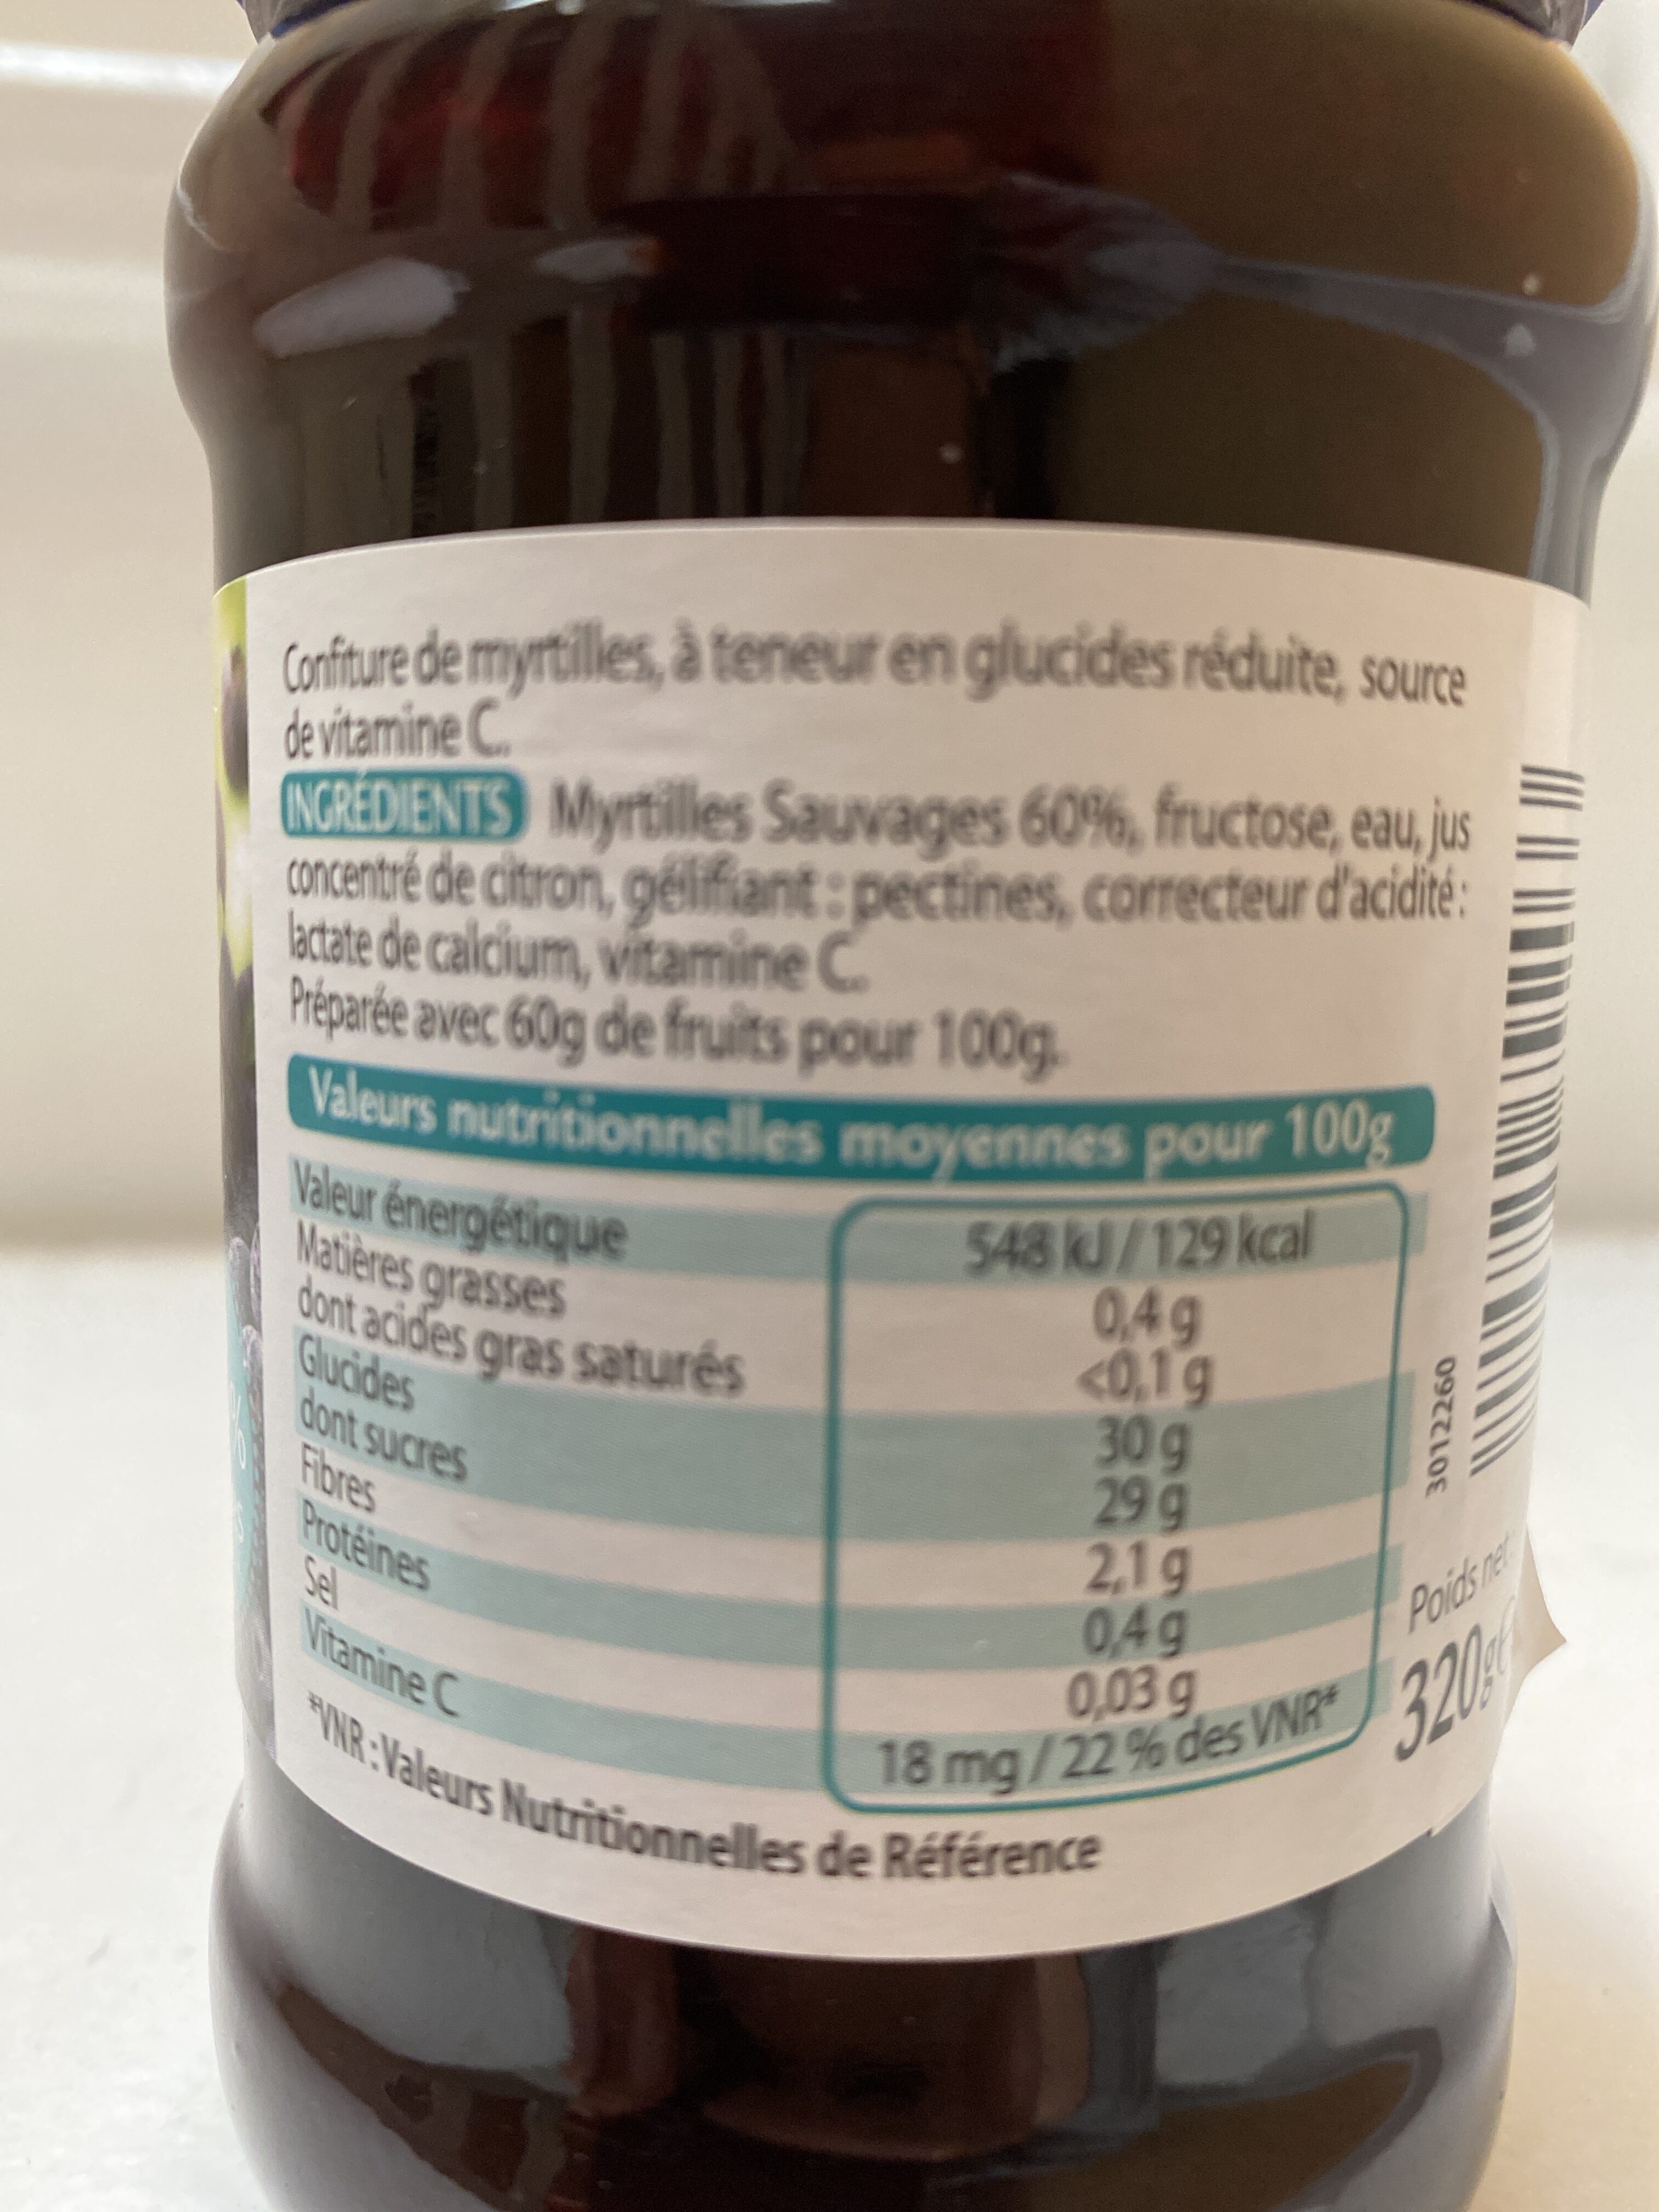 Confiture de myrtilles, à teneur en glucides réduite, source
de vitamine C.
INGRÉDIENTS Myrtilles Sauvages 60%, fructose, eau, jus
concentré de citron, gélifiant : pectines, correcteur d'acidité :
lactate de calcium, vitamine C.
Préparée avec 60g de fruits pour 100g.
Valeurs nutritionnelles moyennes pour 100g
Valeur énergétique 548 kJ / 129 kcal
Matières grasses 0,4 g
dont acides gras saturés <0,1 g
Glucides 30 g
dont sucres 29 g
Fibres 2,1 g
Protéines 0,4 g
Sel 0,03 g
Vitamine C 18 mg / 22 % des VNR*
*VNR : Valeurs Nutritionnelles de Référence
3012260
Poids net
320g
%